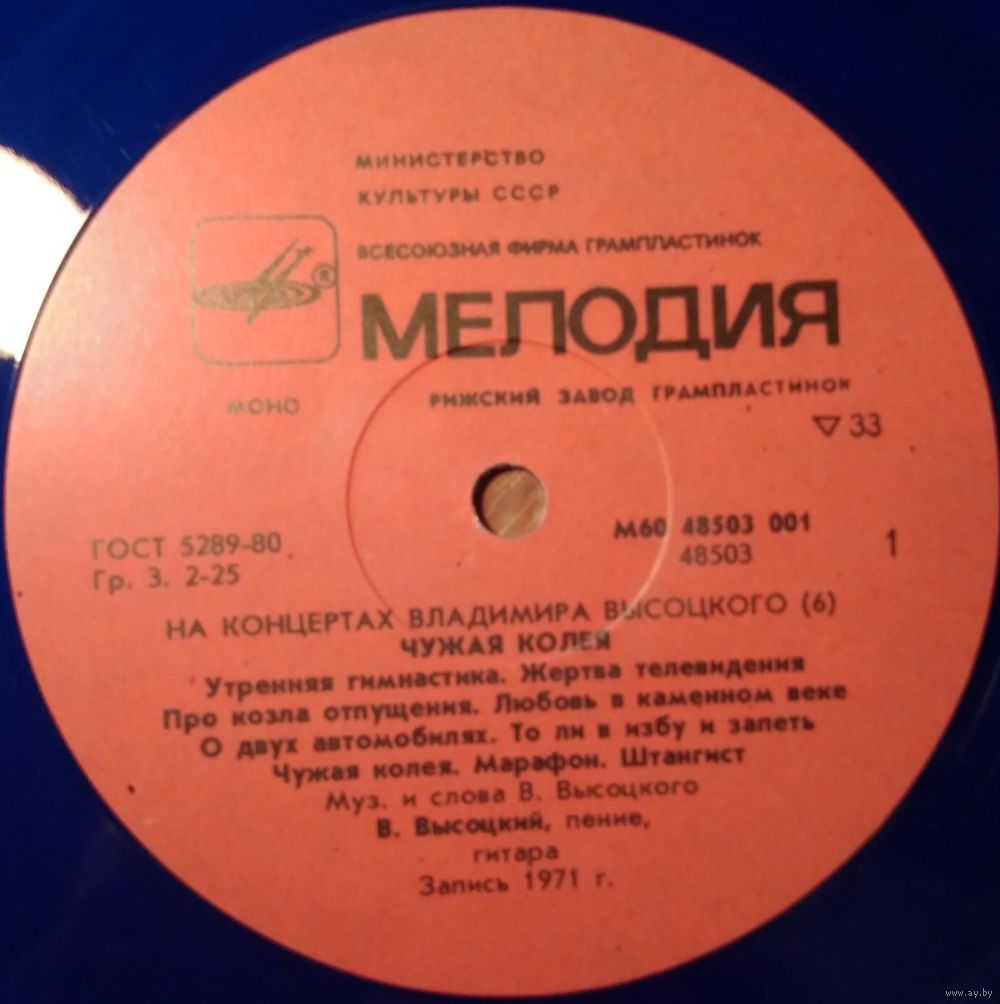 МИНИСТЕРСТВО
КУЛЬТУРЫ СССР
ВСЕСОЮЗНАЯ ФИРМА ГРАМПЛАСТИНОК
®
МЕЛОДИЯ
МОНО
РИЖСКИЙ ЗАВОД ГРАМПЛАСТИНОК
▽ 33
ГОСТ 5289-80
Гр. 3. 2-25
М60 48503 001
48503
1
НА КОНЦЕРТАХ ВЛАДИМИРА ВЫСОЦКОГО (6)
ЧУЖАЯ КОЛЕЯ
Утренняя гимнастика. Жертва телевидения
Про козла отпущения. Любовь в каменном веке
О двух автомобилях. То ли в избу и запеть
Чужая колея. Марафон. Штангист
Муз. и слова В. Высоцкого
В. Высоцкий, пение,
гитара
Запись 1971 г.
www.ay.by